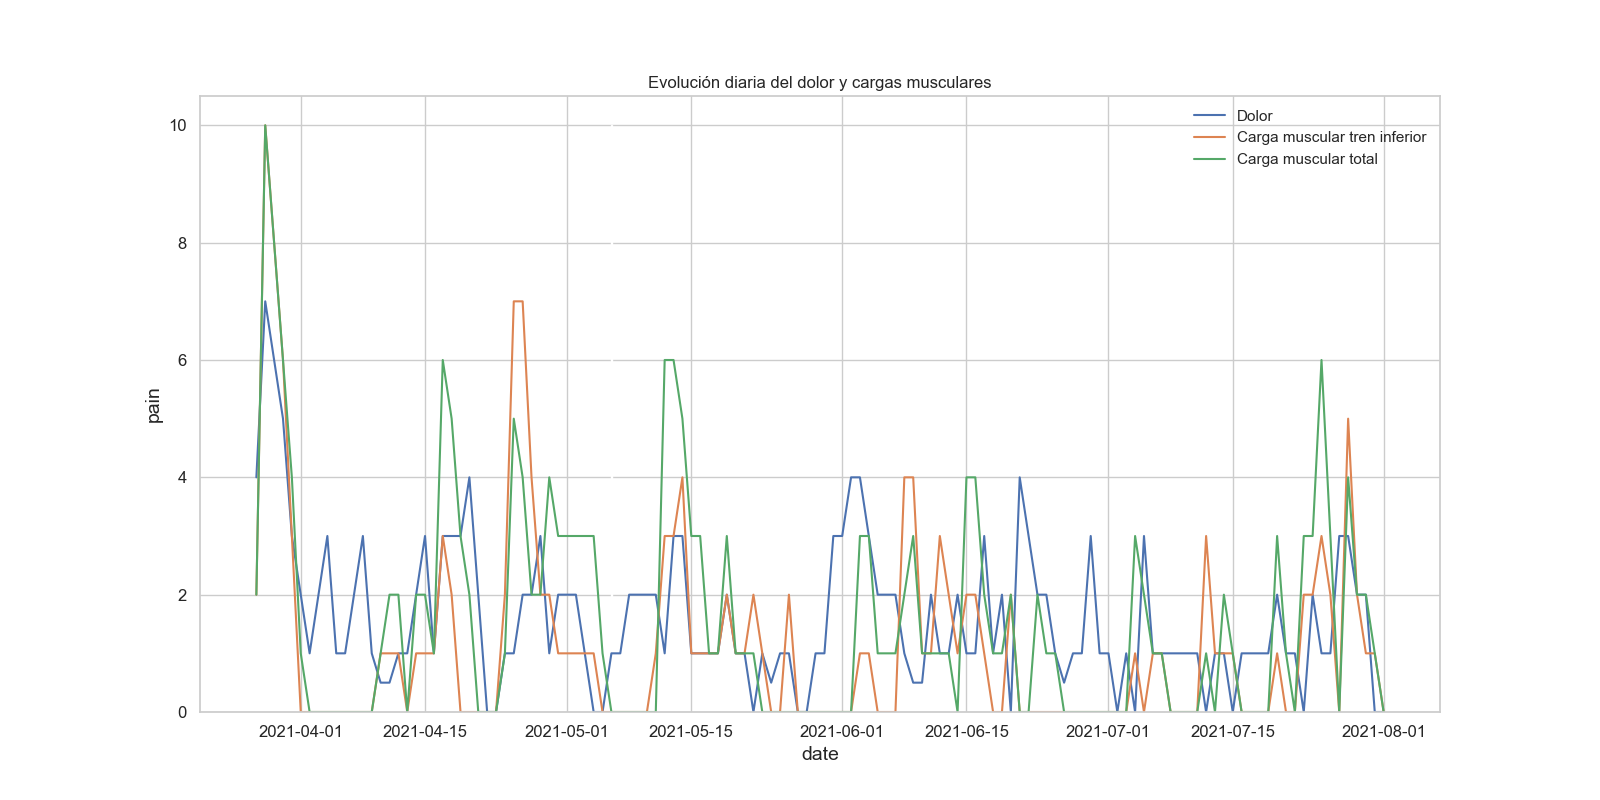 Evolución diaria del dolor y cargas musculares
Dolor
Carga muscular tren inferior
Carga muscular total
10
8
6
4
2
0
pain
2021-04-01
2021-04-15
2021-05-01
2021-05-15
2021-06-01
2021-06-15
2021-07-01
2021-07-15
2021-08-01
date